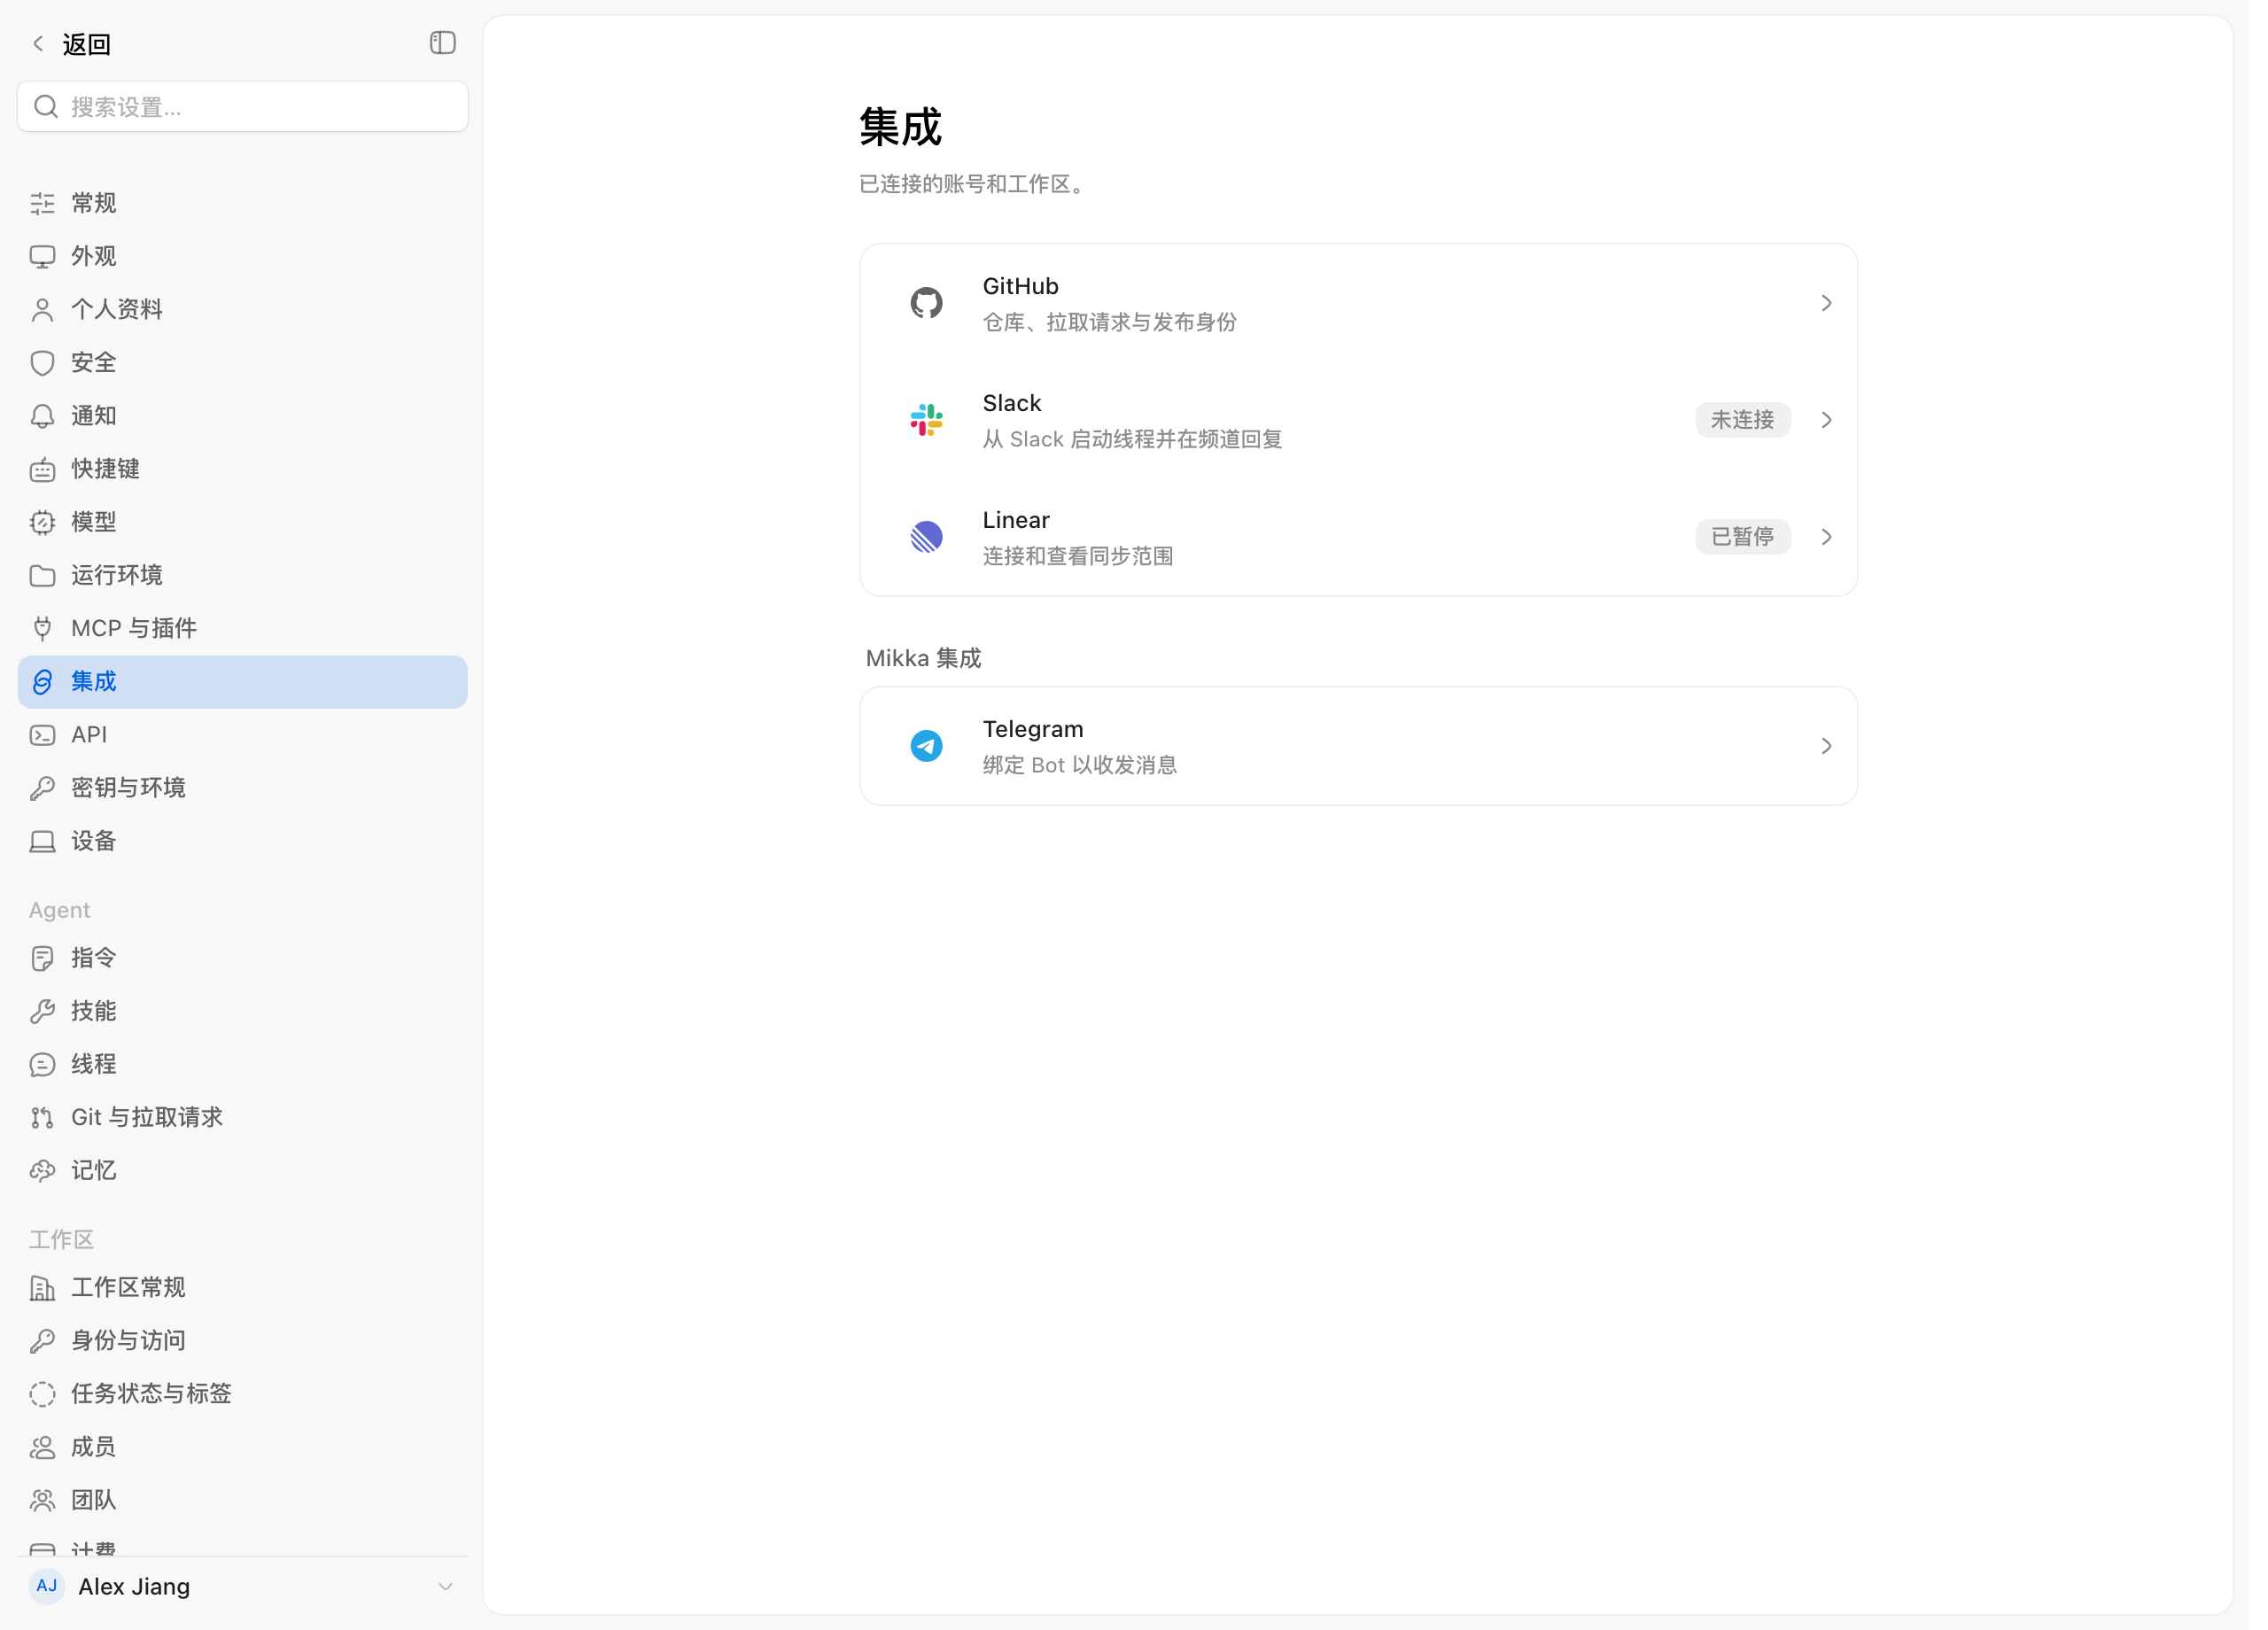 返回
搜索设置...
常规
外观
个人资料
安全
通知
快捷键
模型
运行环境
MCP 与插件
集成
API
密钥与环境
设备
Agent
指令
技能
线程
Git 与拉取请求
记忆
工作区
工作区常规
身份与访问
任务状态与标签
成员
团队
计费
AJ Alex Jiang
集成
已连接的账号和工作区。
GitHub
仓库、拉取请求与发布身份
Slack
从 Slack 启动线程并在频道回复
未连接
Linear
连接和查看同步范围
已暂停
Mikka 集成
Telegram
绑定 Bot 以收发消息